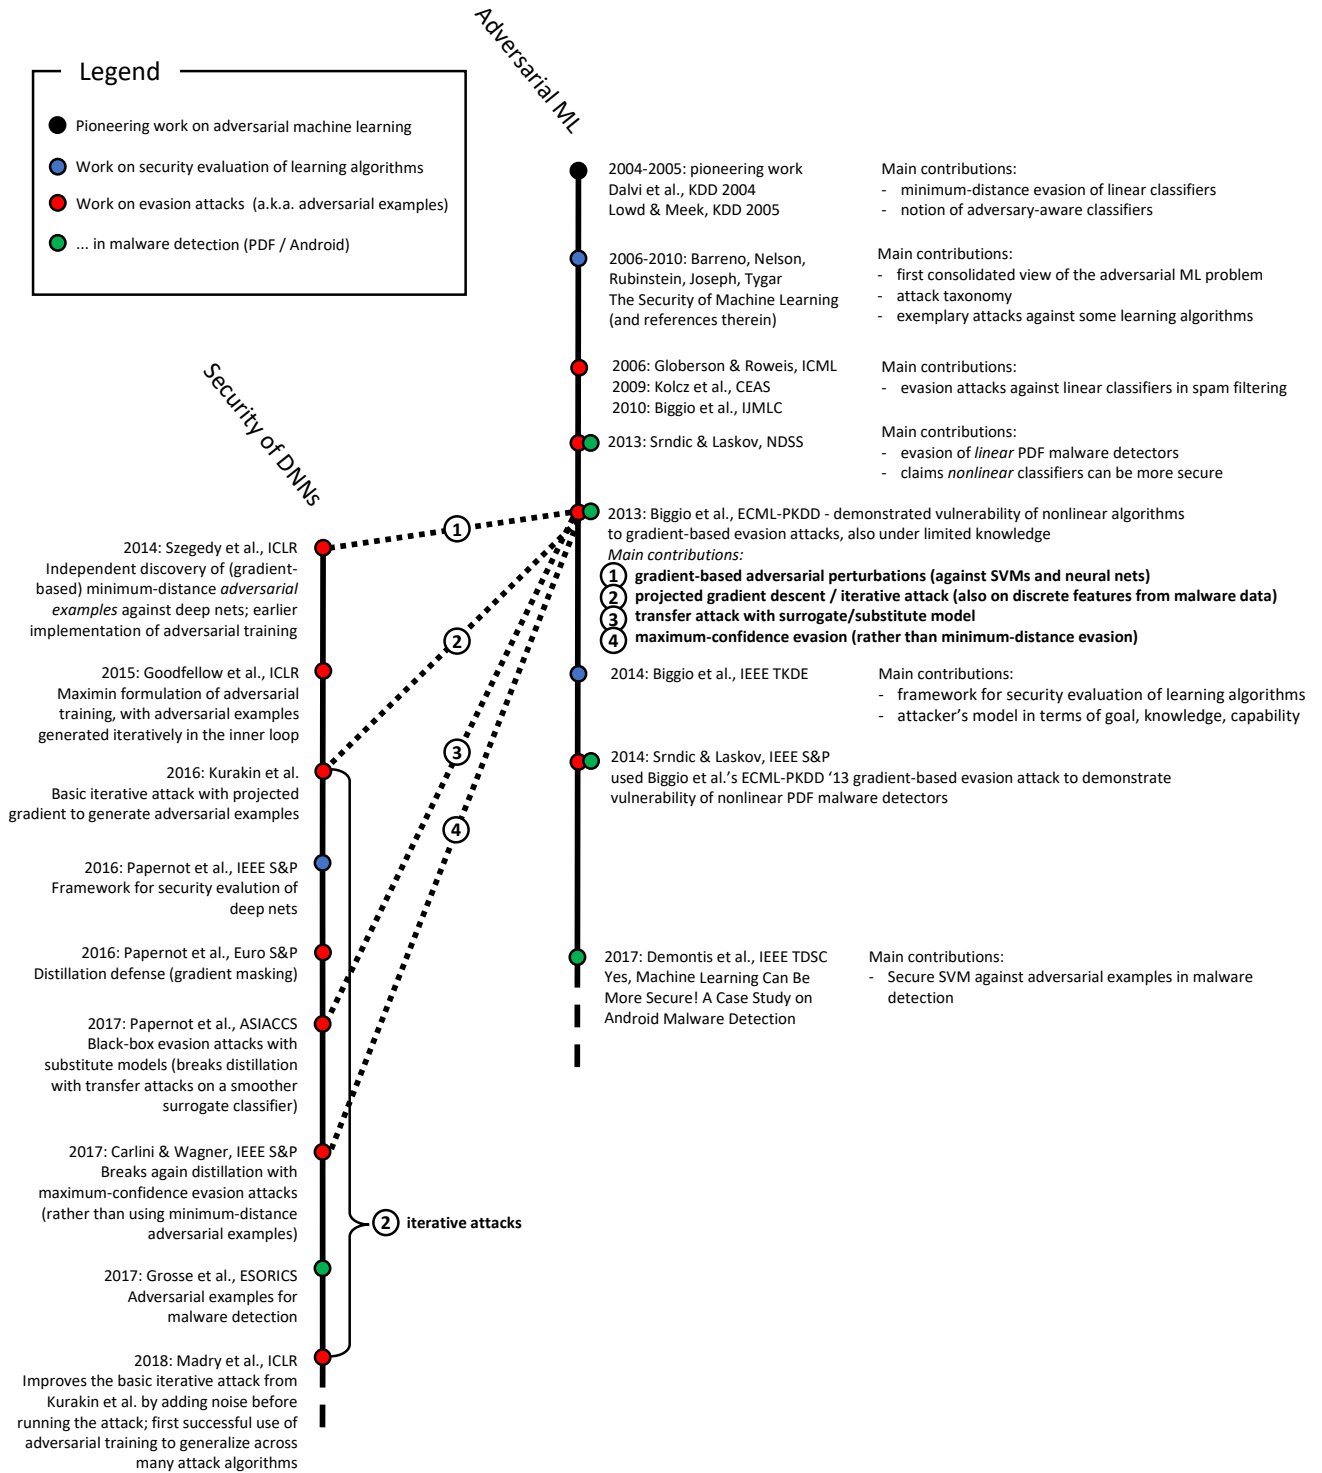 Adversarial ML
Legend
Pioneering work on adversarial machine learning
Work on security evaluation of learning algorithms
Work on evasion attacks (a.k.a. adversarial examples)
... in malware detection (PDF / Android)
2004-2005: pioneering work
Dalvi et al., KDD 2004
Lowd & Meek, KDD 2005
Main contributions:
- minimum-distance evasion of linear classifiers
- notion of adversary-aware classifiers
2006-2010: Barreno, Nelson,
Rubinstein, Joseph, Tygar
The Security of Machine Learning
(and references therein)
Main contributions:
- first consolidated view of the adversarial ML problem
- attack taxonomy
- exemplary attacks against some learning algorithms
2006: Globerson & Roweis, ICML
2009: Kolcz et al., CEAS
2010: Biggio et al., IJMLC
Main contributions:
- evasion attacks against linear classifiers in spam filtering
2013: Srndic & Laskov, NDSS
Main contributions:
- evasion of linear PDF malware detectors
- claims nonlinear classifiers can be more secure
2013: Biggio et al., ECML-PKDD - demonstrated vulnerability of nonlinear algorithms
to gradient-based evasion attacks, also under limited knowledge
Main contributions:
1 gradient-based adversarial perturbations (against SVMs and neural nets)
2 projected gradient descent / iterative attack (also on discrete features from malware data)
3 transfer attack with surrogate/substitute model
4 maximum-confidence evasion (rather than minimum-distance evasion)
2014: Biggio et al., IEEE TKDE
Main contributions:
- framework for security evaluation of learning algorithms
- attacker's model in terms of goal, knowledge, capability
2014: Srndic & Laskov, IEEE S&P
used Biggio et al.'s ECML-PKDD ‘13 gradient-based evasion attack to demonstrate
vulnerability of nonlinear PDF malware detectors
2017: Demontis et al., IEEE TDSC
Yes, Machine Learning Can Be
More Secure! A Case Study on
Android Malware Detection
Main contributions:
- Secure SVM against adversarial examples in malware
detection
Security of DNNs
1
2
3
4
2014: Szegedy et al., ICLR
Independent discovery of (gradient-
based) minimum-distance adversarial
examples against deep nets; earlier
implementation of adversarial training
2015: Goodfellow et al., ICLR
Maximin formulation of adversarial
training, with adversarial examples
generated iteratively in the inner loop
2016: Kurakin et al.
Basic iterative attack with projected
gradient to generate adversarial examples
2016: Papernot et al., IEEE S&P
Framework for security evalution of
deep nets
2016: Papernot et al., Euro S&P
Distillation defense (gradient masking)
2017: Papernot et al., ASIACCS
Black-box evasion attacks with
substitute models (breaks distillation
with transfer attacks on a smoother
surrogate classifier)
2017: Carlini & Wagner, IEEE S&P
Breaks again distillation with
maximum-confidence evasion attacks
(rather than using minimum-distance
adversarial examples)
2 iterative attacks
2017: Grosse et al., ESORICS
Adversarial examples for
malware detection
2018: Madry et al., ICLR
Improves the basic iterative attack from
Kurakin et al. by adding noise before
running the attack; first successful use of
adversarial training to generalize across
many attack algorithms